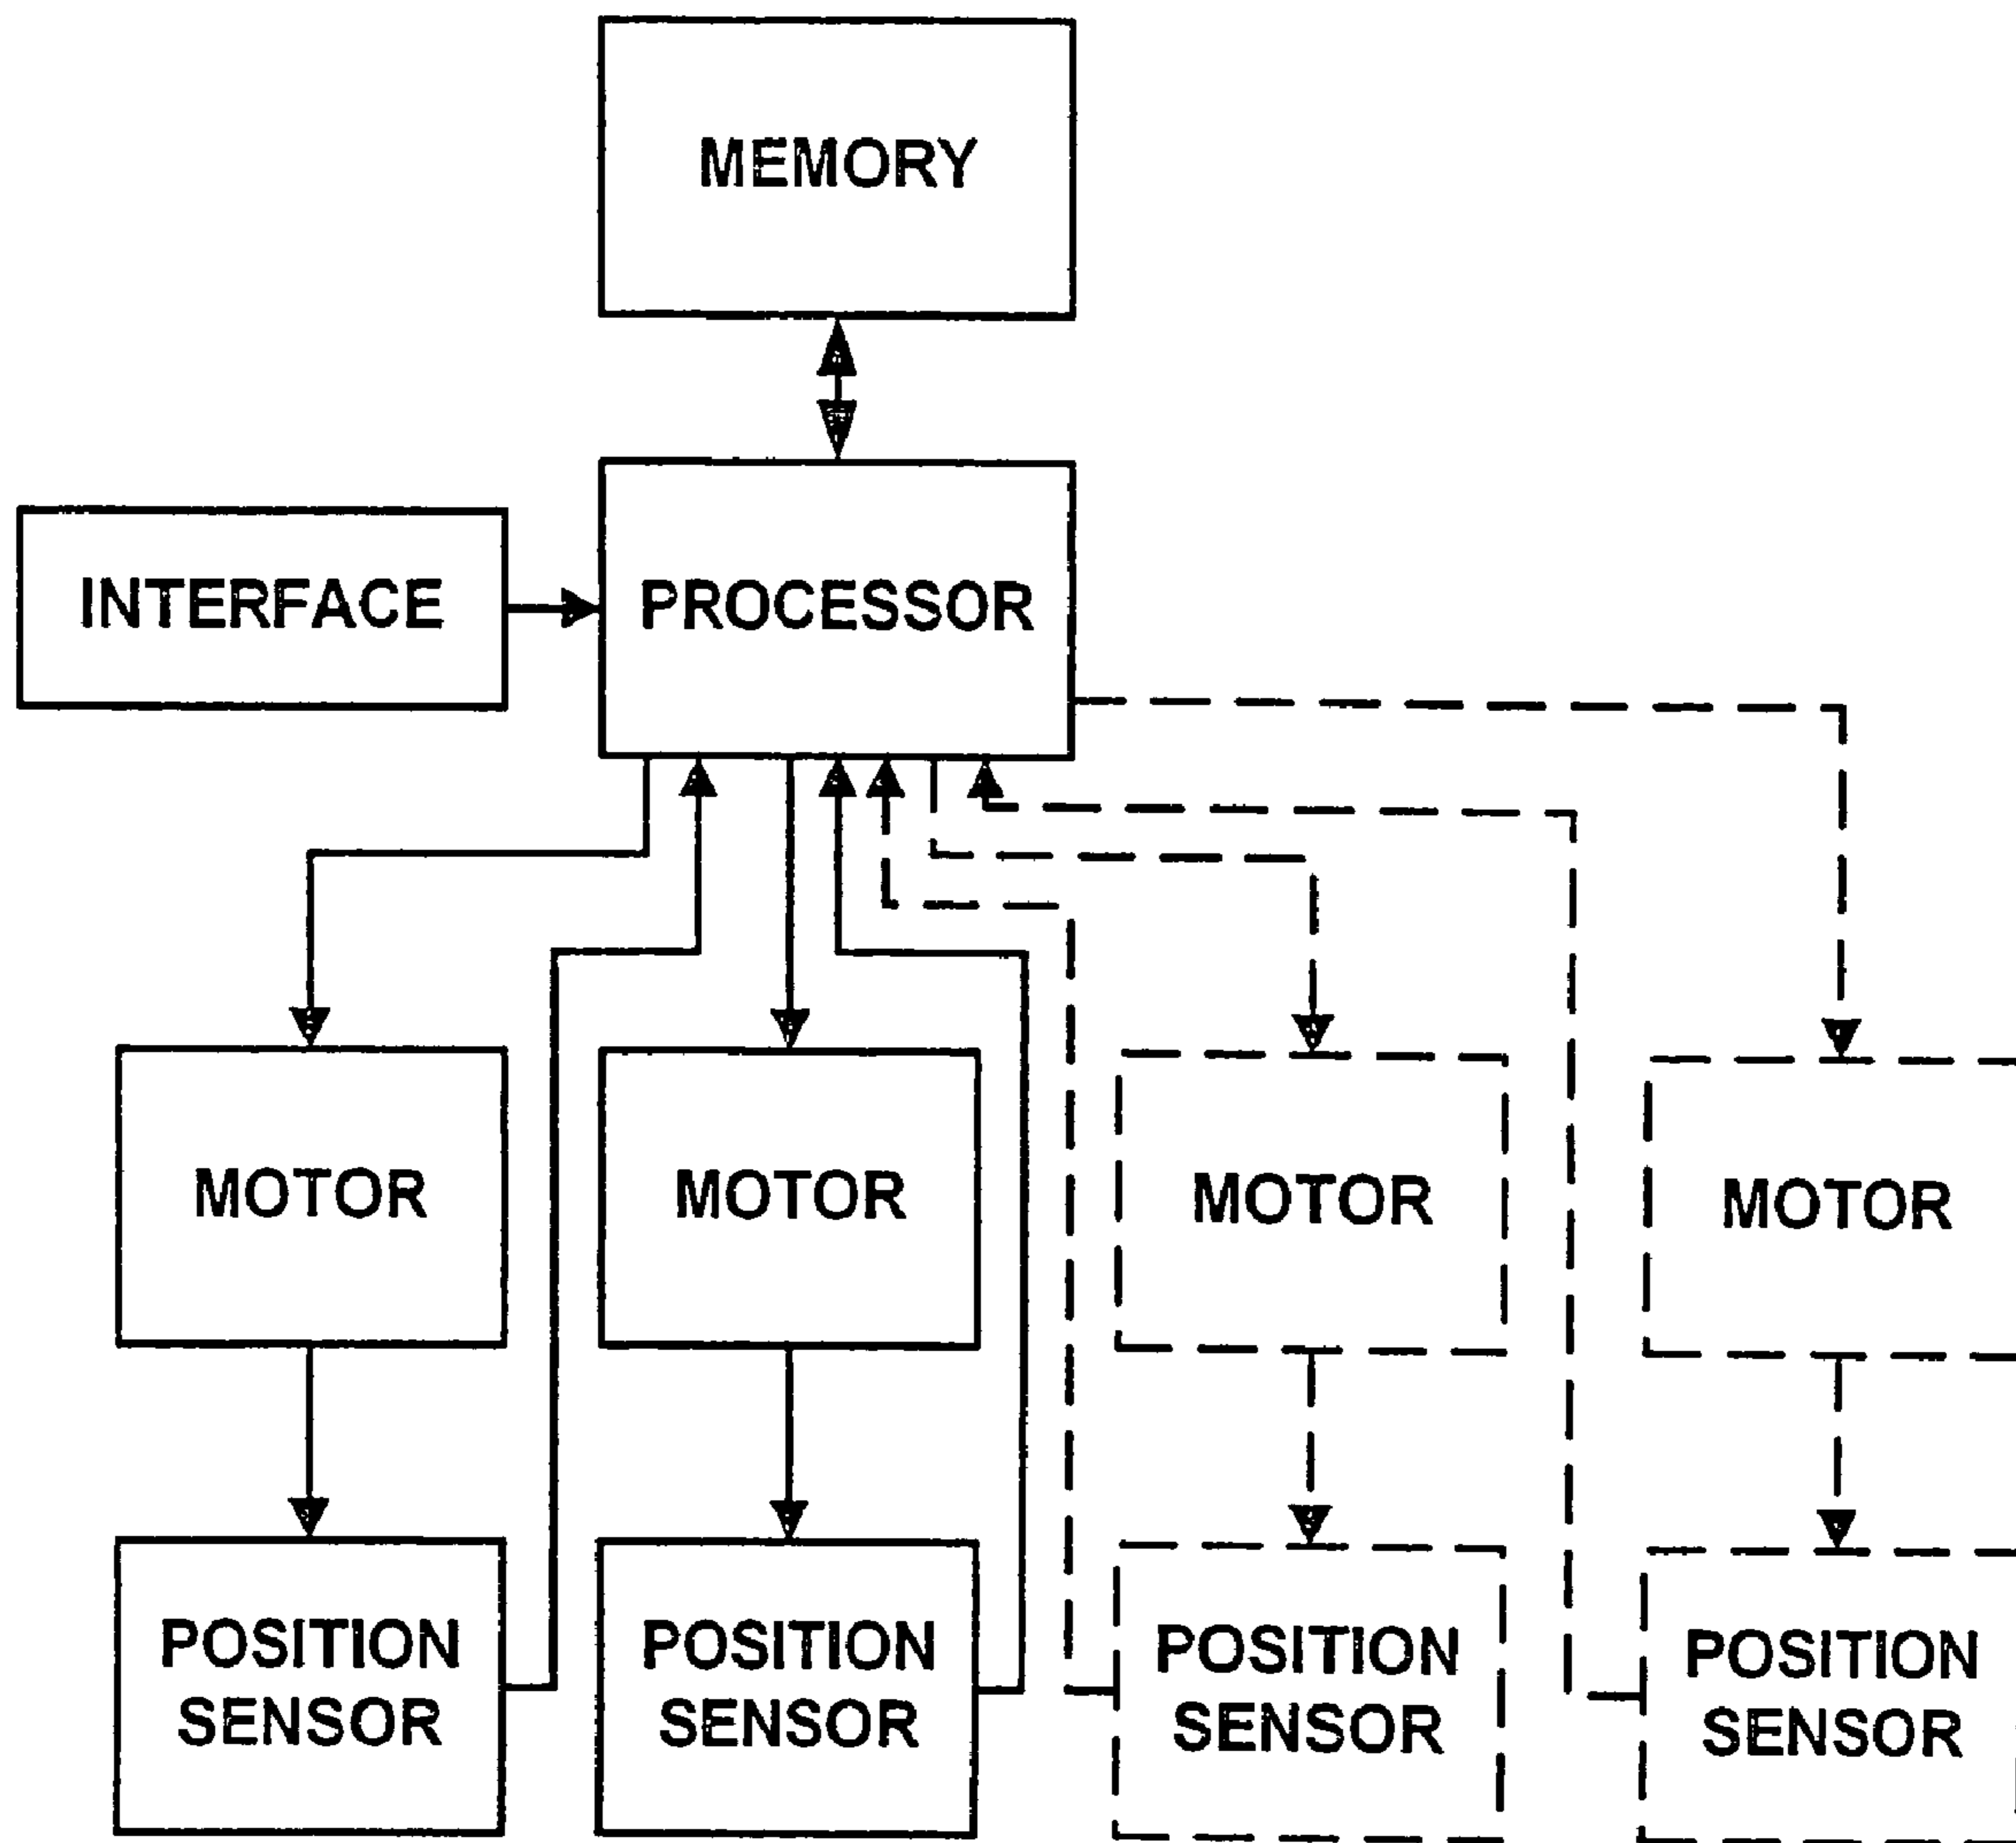 MEMORY
INTERFACE
PROCESSOR
MOTOR
MOTOR
MOTOR
MOTOR
POSITION
SENSOR
POSITION
SENSOR
POSITION
SENSOR
POSITION
SENSOR